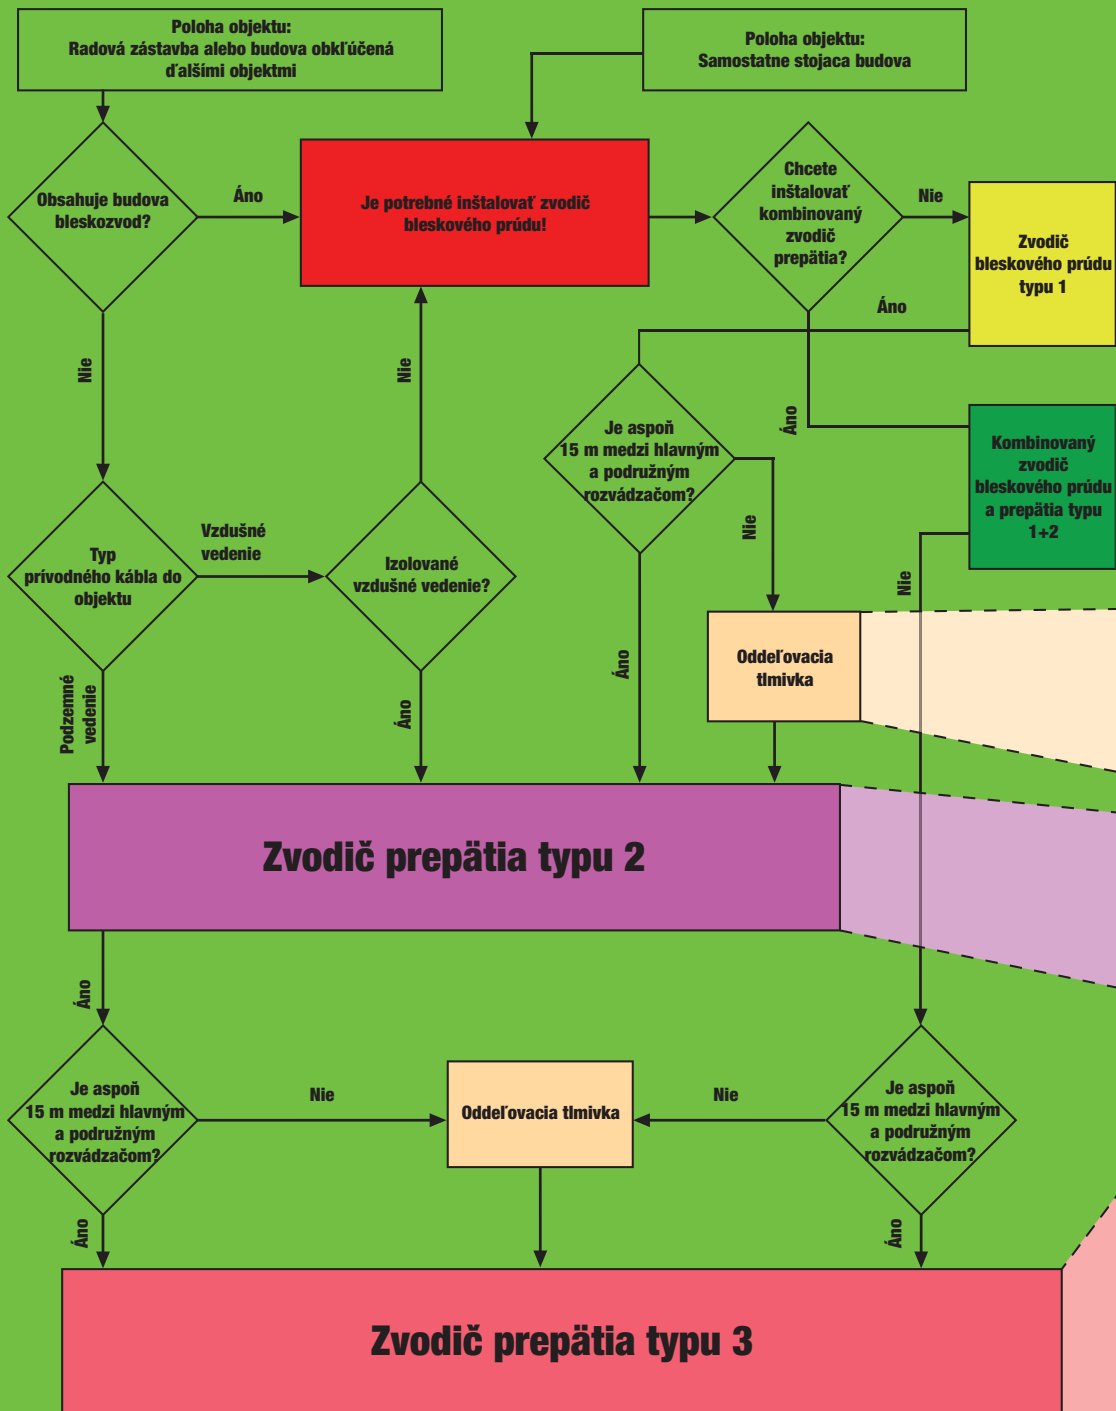 Poloha objektu:
Radová zástavba alebo budova obkľúčená
ďalšími objektmi
Poloha objektu:
Samostatne stojaca budova
Obsahuje budova
bleskozvod?
Áno
Je potrebné inštalovať zvodič
bleskového prúdu!
Chcete
inštalovať
kombinovaný
zvodič
prepätia?
Nie
Zvodič
bleskového prúdu
typu 1
Áno
Nie
Nie
Áno
Je aspoň
15 m medzi hlavným
a podružným
rozvádzačom?
Kombinovaný
zvodič
bleskového prúdu
a prepätia typu
1+2
Nie
Vzdušné
vedenie
Typ
prívodného kábla do
objektu
Izolované
vzdušné vedenie?
Nie
Podzemné
vedenie
Áno
Áno
Oddeľovacia
tlmivka
Zvodič prepätia typu 2
Áno
Je aspoň
15 m medzi hlavným
a podružným
rozvádzačom?
Nie
Oddeľovacia tlmivka
Nie
Je aspoň
15 m medzi hlavným
a podružným
rozvádzačom?
Áno
Áno
Zvodič prepätia typu 3